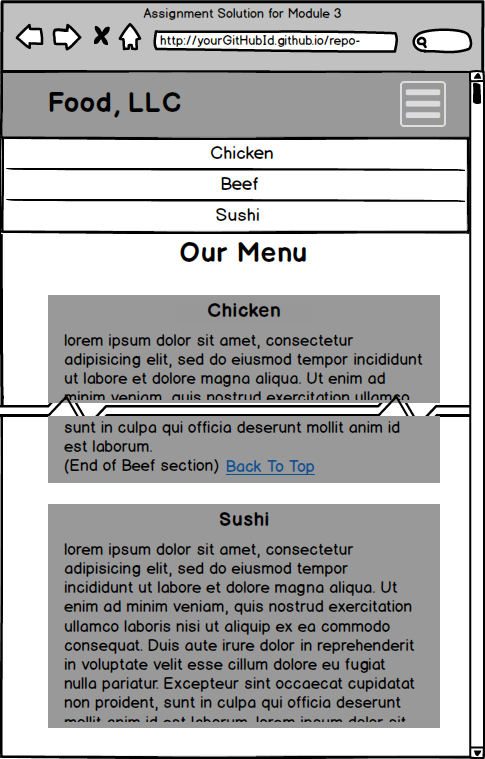 Assignment Solution for Module 3
http://yourGitHubId.github.io/repo-
Food, LLC
Chicken
Beef
Sushi
Our Menu
Chicken
lorem ipsum dolor sit amet, consectetur
adipisicing elit, sed do eiusmod tempor incididunt
ut labore et dolore magna aliqua. Ut enim ad
minim veniam, quis nostrud exercitation ullamco
sunt in culpa qui officia deserunt mollit anim id
est laborum.
(End of Beef section) Back To Top
Sushi
lorem ipsum dolor sit amet, consectetur
adipisicing elit, sed do eiusmod tempor
incididunt ut labore et dolore magna aliqua. Ut
enim ad minim veniam, quis nostrud exercitation
ullamco laboris nisi ut aliquip ex ea commodo
consequat. Duis aute irure dolor in reprehenderit
in voluptate velit esse cillum dolore eu fugiat
nulla pariatur. Excepteur sint occaecat cupidatat
non proident, sunt in culpa qui officia deserunt
mollit anim id est laborum. lorem ipsum dolor sit